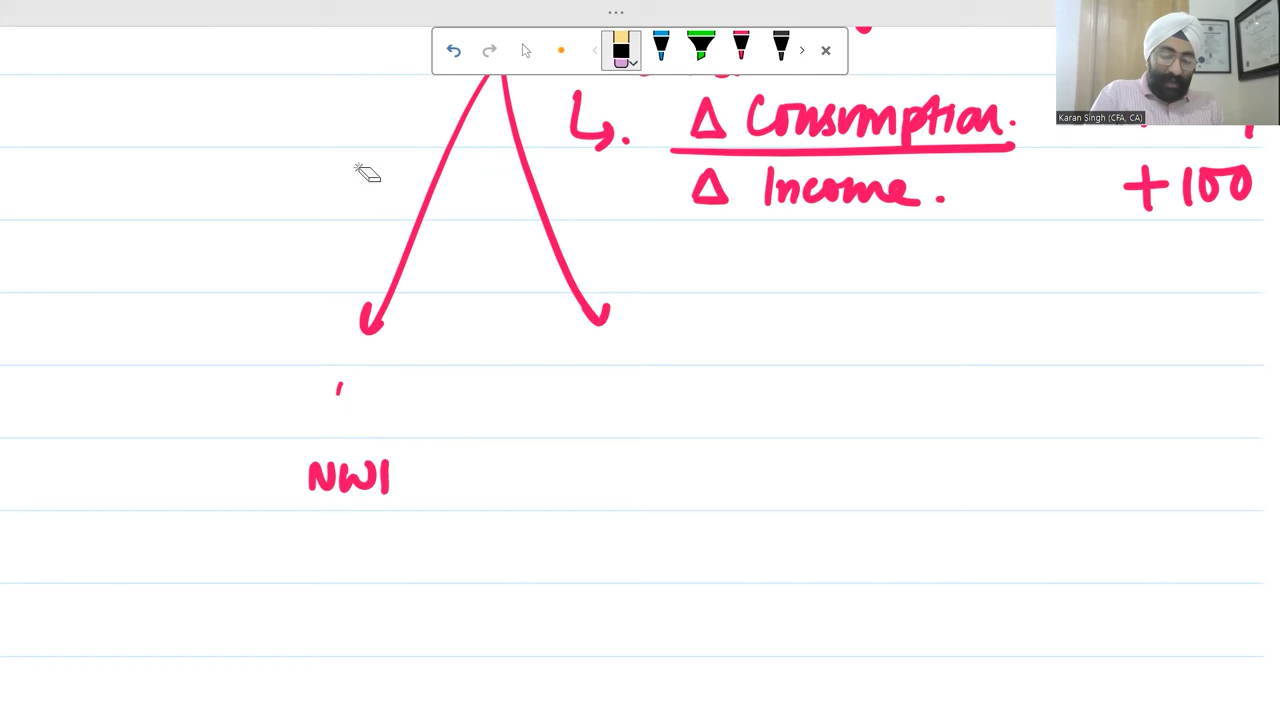 Δ Consumption.
Δ Income.
+100
NWI
Karan Singh (CFA, CA)